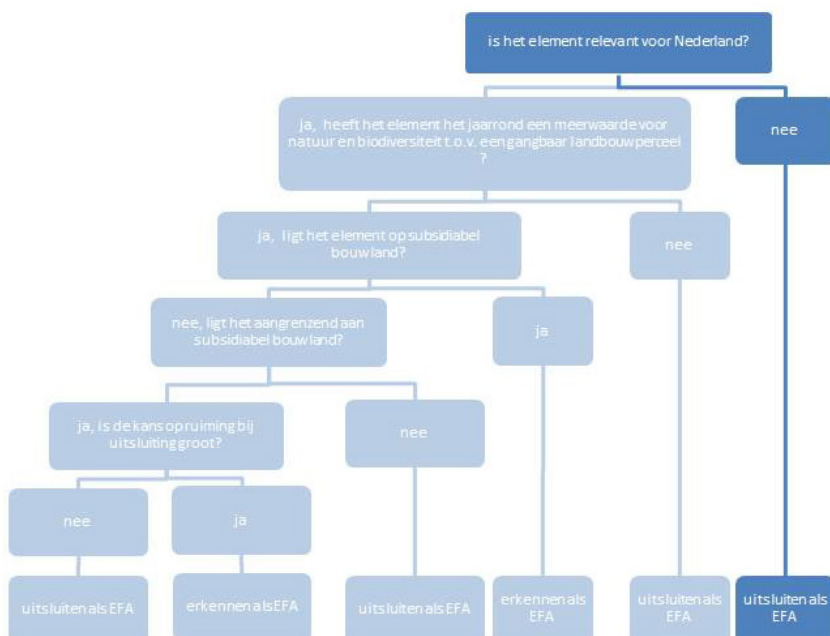 is het element relevant voor Nederland?
ja, heeft het element het jaarrond een meerwaarde voor
natuur en biodiversiteit t.o.v. een gangbaar landbouwperceel
?
nee
ja, ligt het element op subsidiabel
bouwland?
nee
nee, ligt het aangrenzend aan
subsidiabel bouwland?
ja
ja, is de kans op ruiming bij
uitsluiting groot?
nee
nee
ja
uitsluiten als EFA
erkennen als EFA
uitsluiten als EFA
erkennen als
EFA
uitsluiten als
EFA
uitsluiten als
EFA